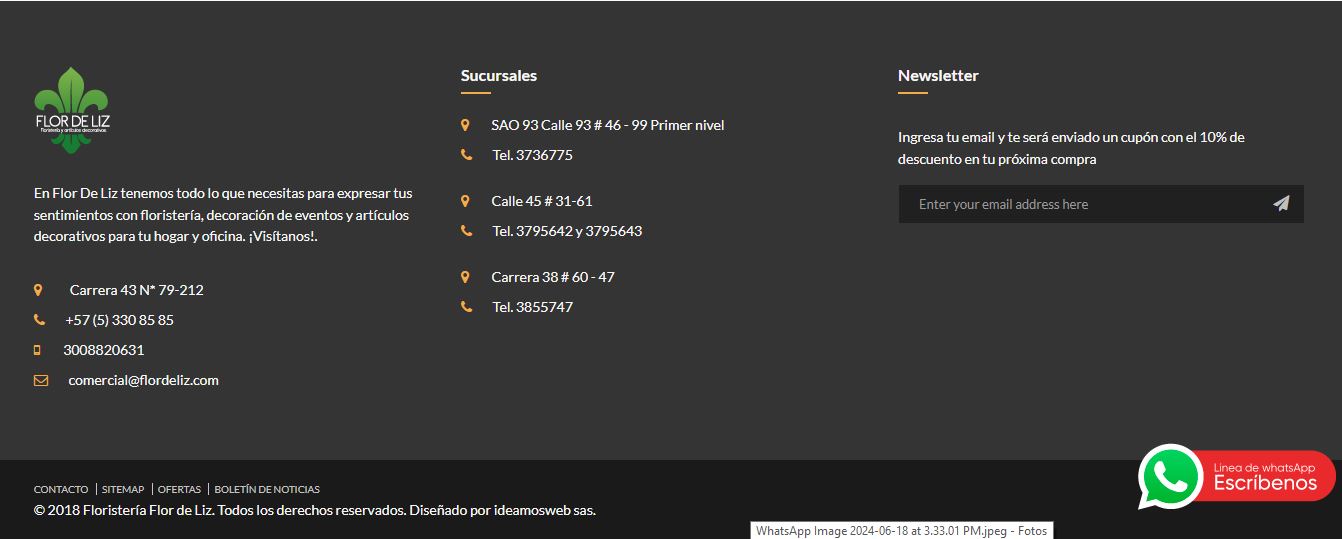 FLOR DE LIZ
Floristería y artículos decorativos
En Flor De Liz tenemos todo lo que necesitas para expresar tus
sentimientos con floristería, decoración de eventos y artículos
decorativos para tu hogar y oficina. ¡Visítanos!.
Carrera 43 N* 79-212
+57 (5) 330 85 85
3008820631
comercial@flordeliz.com
Sucursales
SAO 93 Calle 93 # 46 - 99 Primer nivel
Tel. 3736775
Calle 45 # 31-61
Tel. 3795642 y 3795643
Carrera 38 # 60 - 47
Tel. 3855747
Newsletter
Ingresa tu email y te será enviado un cupón con el 10% de
descuento en tu próxima compra
Enter your email address here
CONTACTO | SITEMAP | OFERTAS | BOLETÍN DE NOTICIAS
© 2018 Floristería Flor de Liz. Todos los derechos reservados. Diseñado por ideamosweb sas.
Linea de whatsApp
Escríbenos
WhatsApp Image 2024-06-18 at 3.33.01 PM.jpeg - Fotos